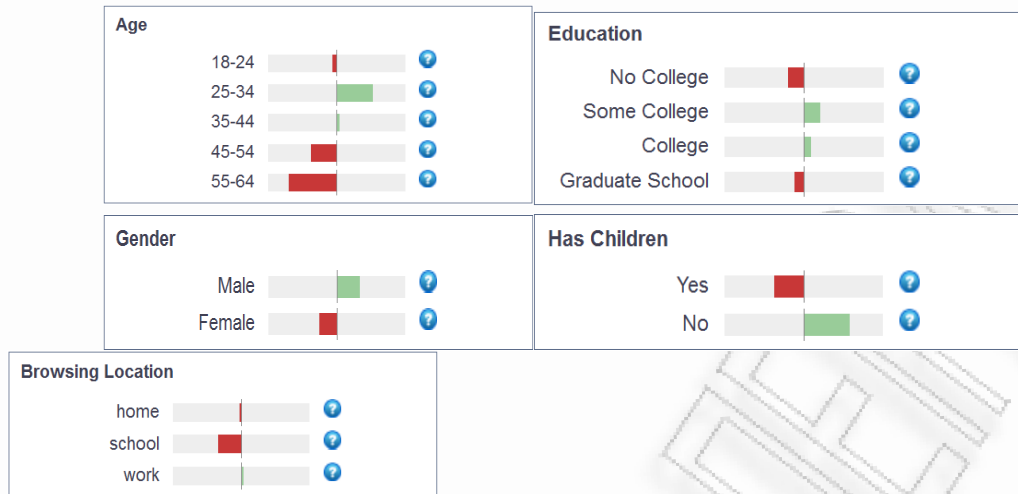 Age
18-24
25-34
35-44
45-54
55-64
Education
No College
Some College
College
Graduate School
Gender
Male
Female
Has Children
Yes
No
Browsing Location
home
school
work